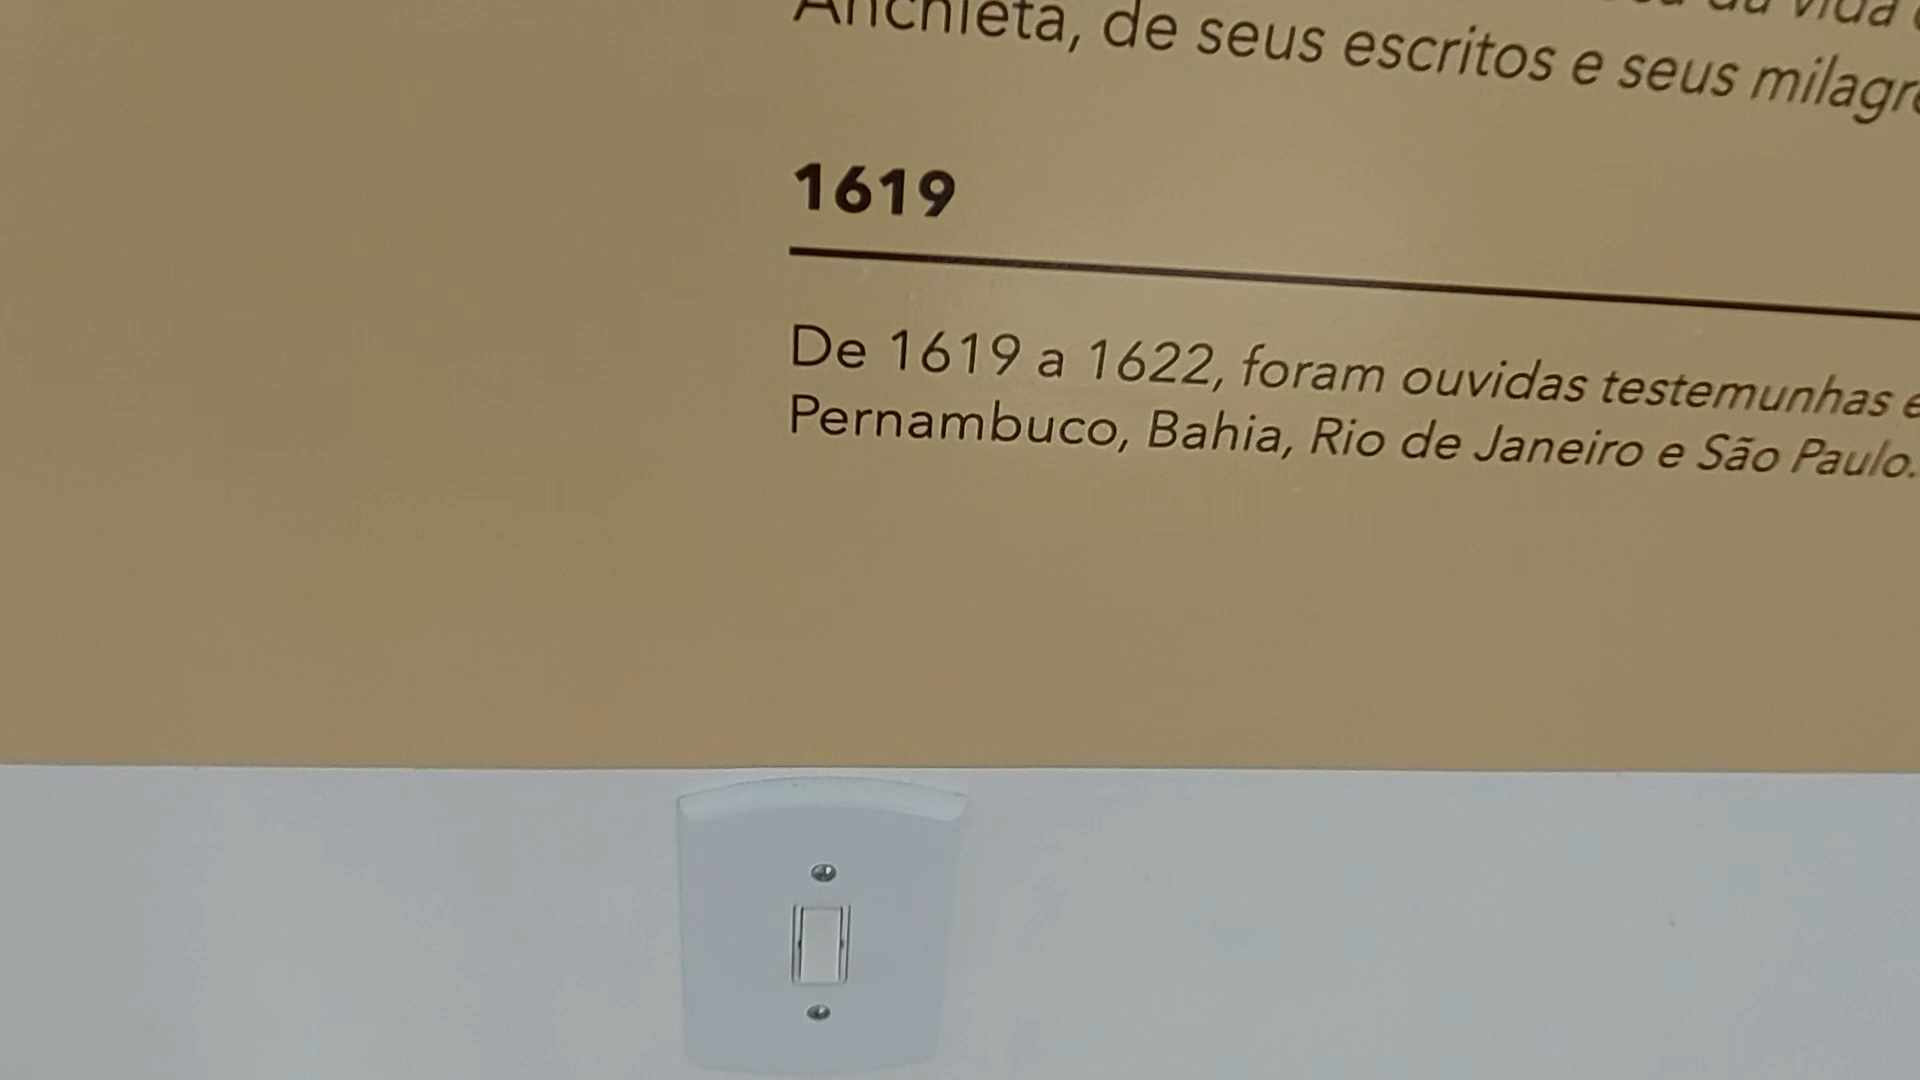 Anchieta, de seus escritos e seus
1619
De 1619 a 1622, foram ouvidas testemunhas
Pernambuco, Bahia, Rio de Janeiro e São Paulo.